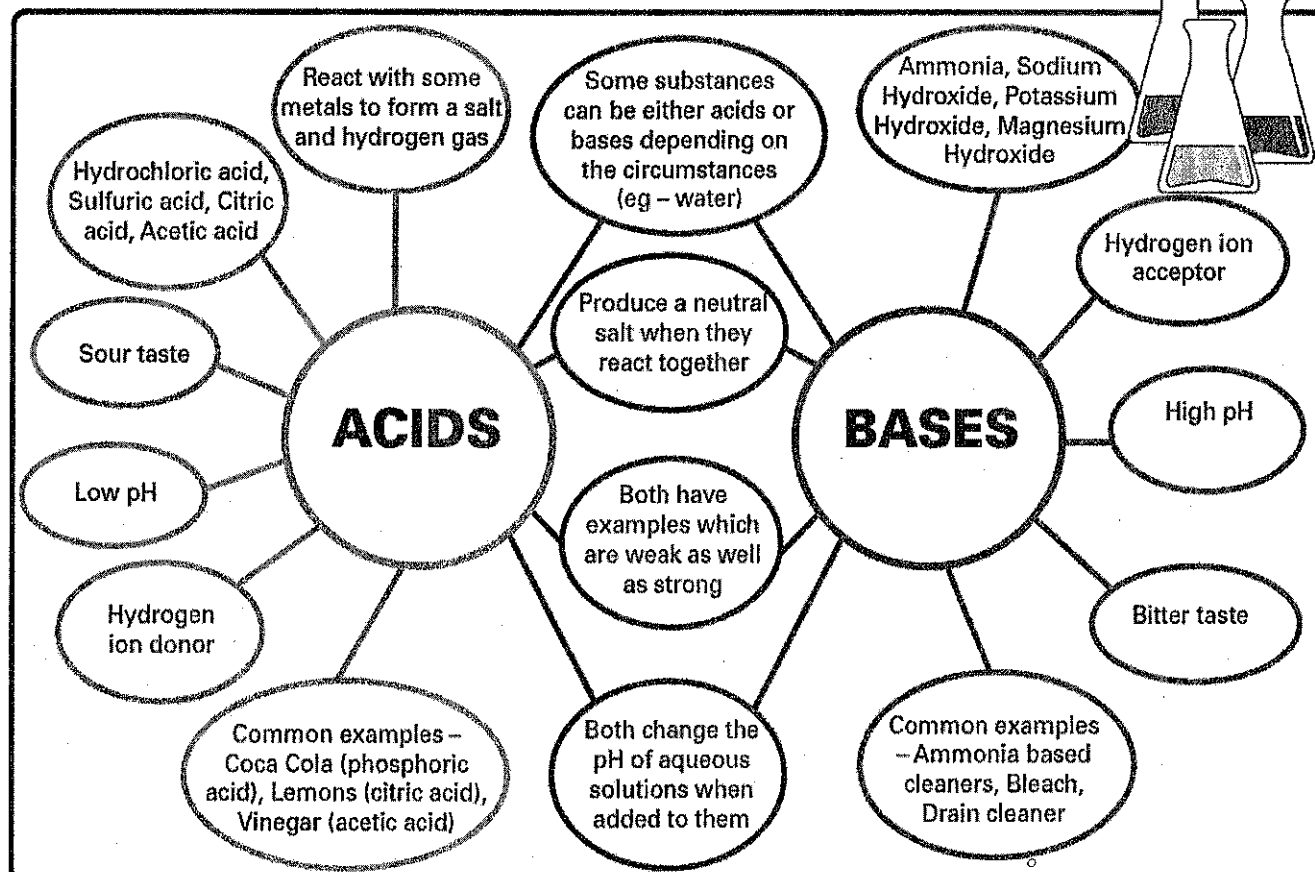 React with some
metals to form a salt
and hydrogen gas
Some substances
can be either acids or
bases depending on
the circumstances
(eg – water)
Ammonia, Sodium
Hydroxide, Potassium
Hydroxide, Magnesium
Hydroxide
Hydrochloric acid,
Sulfuric acid, Citric
acid, Acetic acid
Hydrogen ion
acceptor
Sour taste
Produce a neutral
salt when they
react together
ACIDS
BASES
High pH
Low pH
Both have
examples which
are weak as well
as strong
Hydrogen
ion donor
Bitter taste
Common examples –
Coca Cola (phosphoric
acid), Lemons (citric acid),
Vinegar (acetic acid)
Both change the
pH of aqueous
solutions when
added to them
Common examples
– Ammonia based
cleaners, Bleach,
Drain cleaner